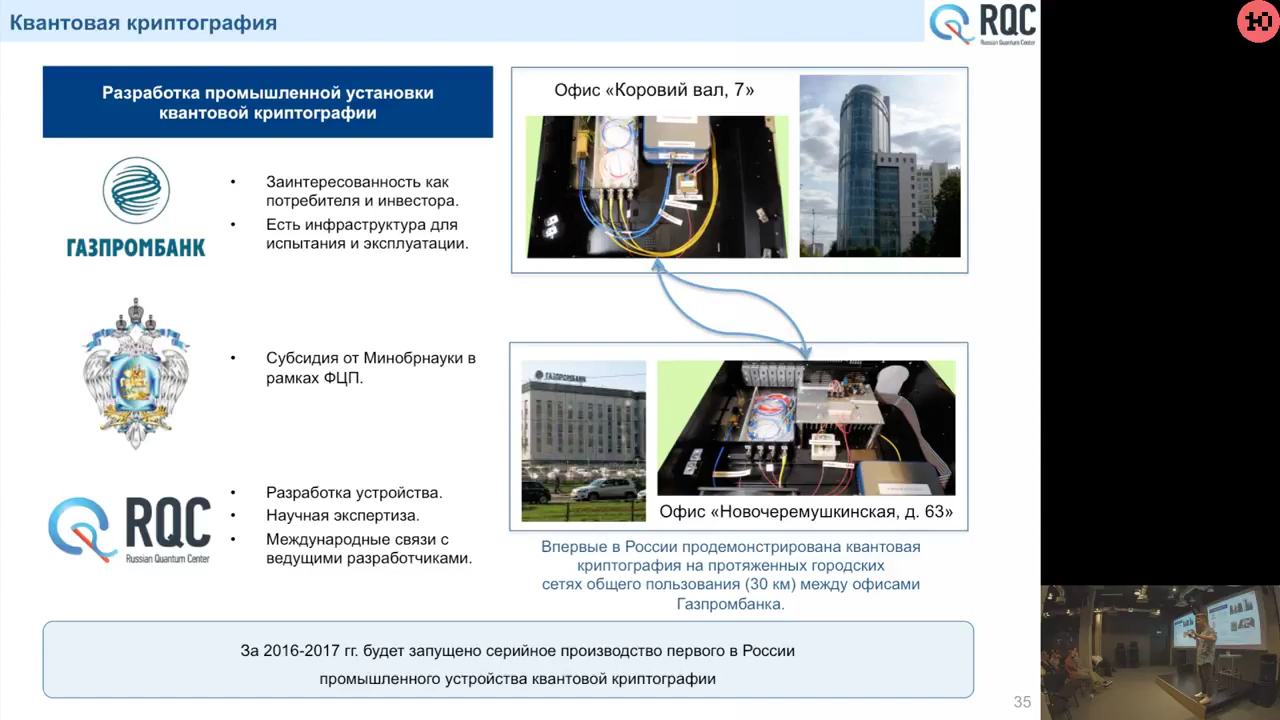 Квантовая криптография
RQC
Russian Quantum Center
Ю
Разработка промышленной установки
квантовой криптографии
ГАЗПРОМБАНК
• Заинтересованность как
потребителя и инвестора.
• Есть инфраструктура для
испытания и эксплуатации.
• Субсидия от Минобрнауки в
рамках ФЦП.
RQC
Russian Quantum Center
• Разработка устройства.
• Научная экспертиза.
• Международные связи с
ведущими разработчиками.
Офис «Коровий вал, 7»
ГАЗПРОМБАНК
Офис «Новочеремушкинская, д. 63»
Впервые в России продемонстрирована квантовая
криптография на протяженных городских
сетях общего пользования (30 км) между офисами
Газпромбанка.
За 2016-2017 гг. будет запущено серийное производство первого в России
промышленного устройства квантовой криптографии
35